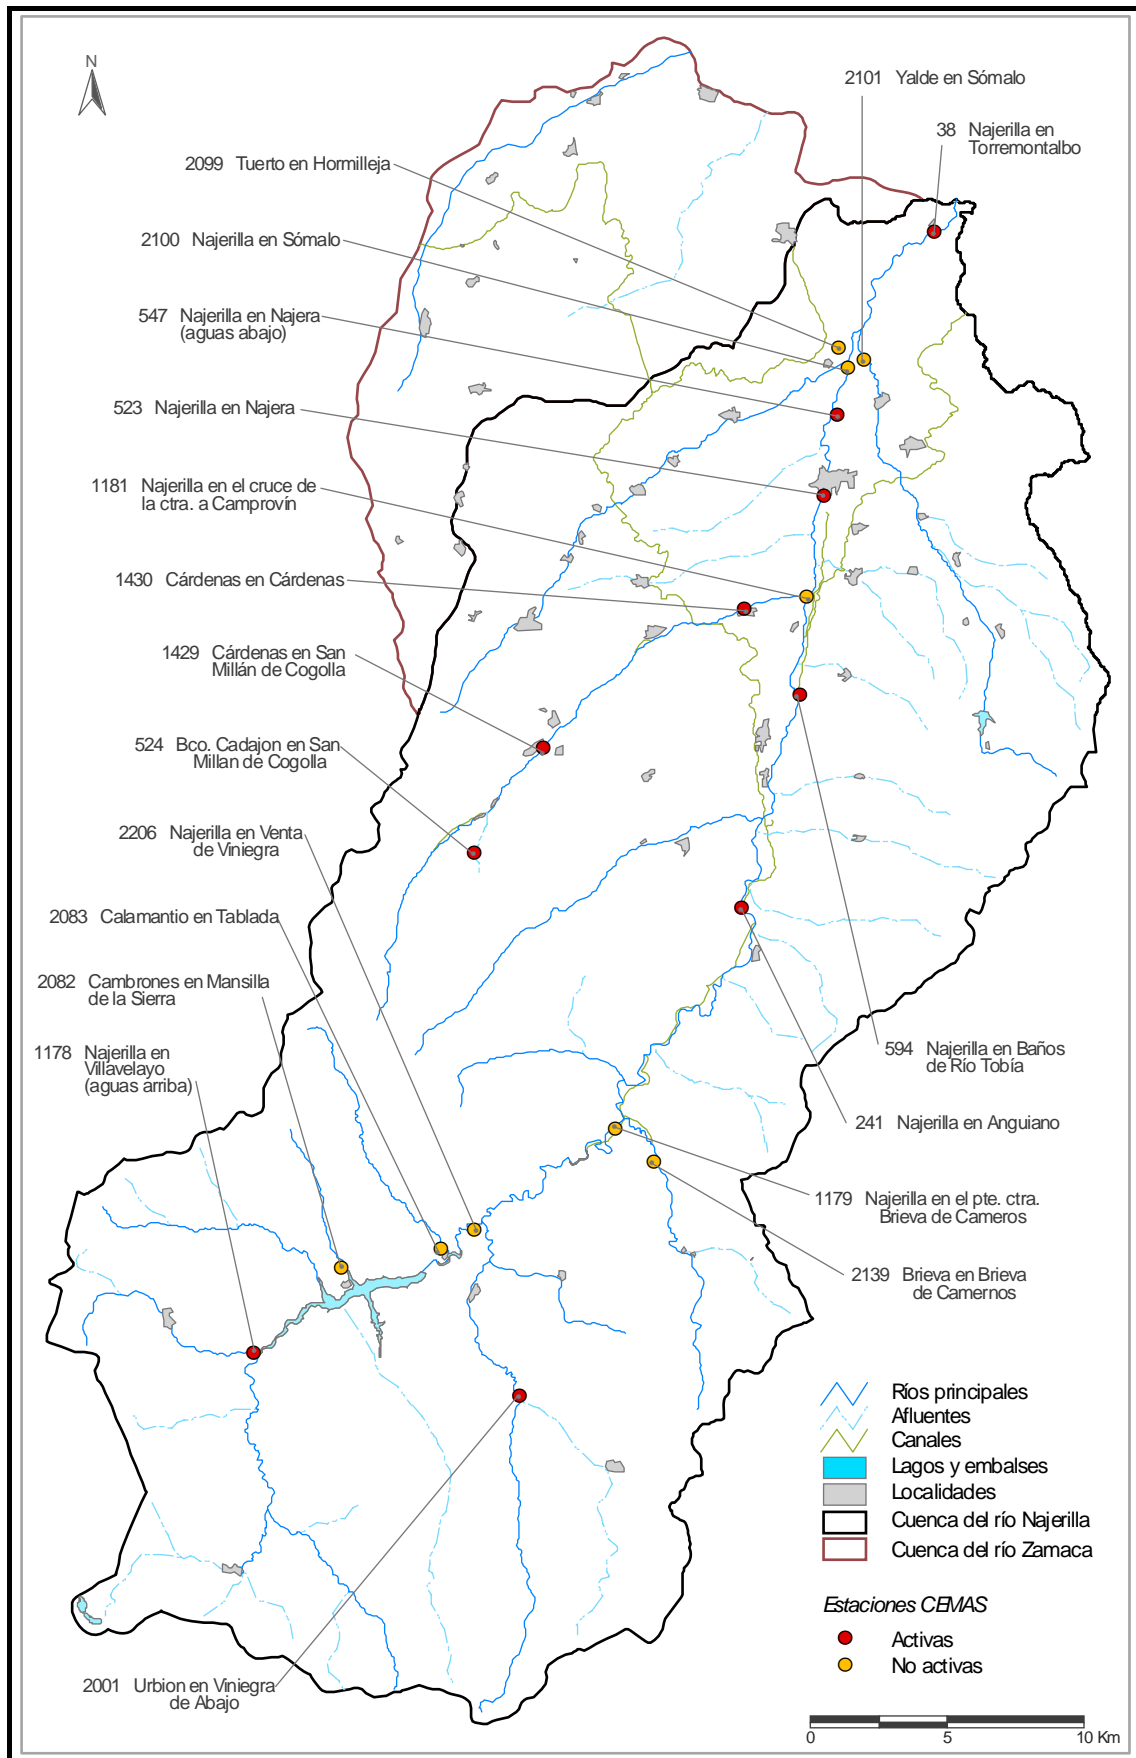 N
2101 Yalde en Sómalo
38 Najerilla en
Torremontalbo
2099 Tuerto en Hormilleja
2100 Najerilla en Sómalo
547 Najerilla en Najera
(aguas abajo)
523 Najerilla en Najera
1181 Najerilla en el cruce de
la ctra. a Camprovín
1430 Cárdenas en Cárdenas
1429 Cárdenas en San
Millán de Cogolla
524 Bco. Cadajon en San
Millan de Cogolla
2206 Najerilla en Venta
de Viniegra
2083 Calamantio en Tablada
2082 Cambrones en Mansilla
de la Sierra
1178 Najerilla en
Villavelayo
(aguas arriba)
594 Najerilla en Baños
de Río Tobía
241 Najerilla en Anguiano
1179 Najerilla en el pte. ctra.
Brieva de Cameros
2139 Brieva en Brieva
de Camernos
2001 Urbion en Viniegra
de Abajo
Ríos principales
Afluentes
Canales
Lagos y embalses
Localidades
Cuenca del río Najerilla
Cuenca del río Zamaca
Estaciones CEMAS
Activas
No activas
0 5 10 Km